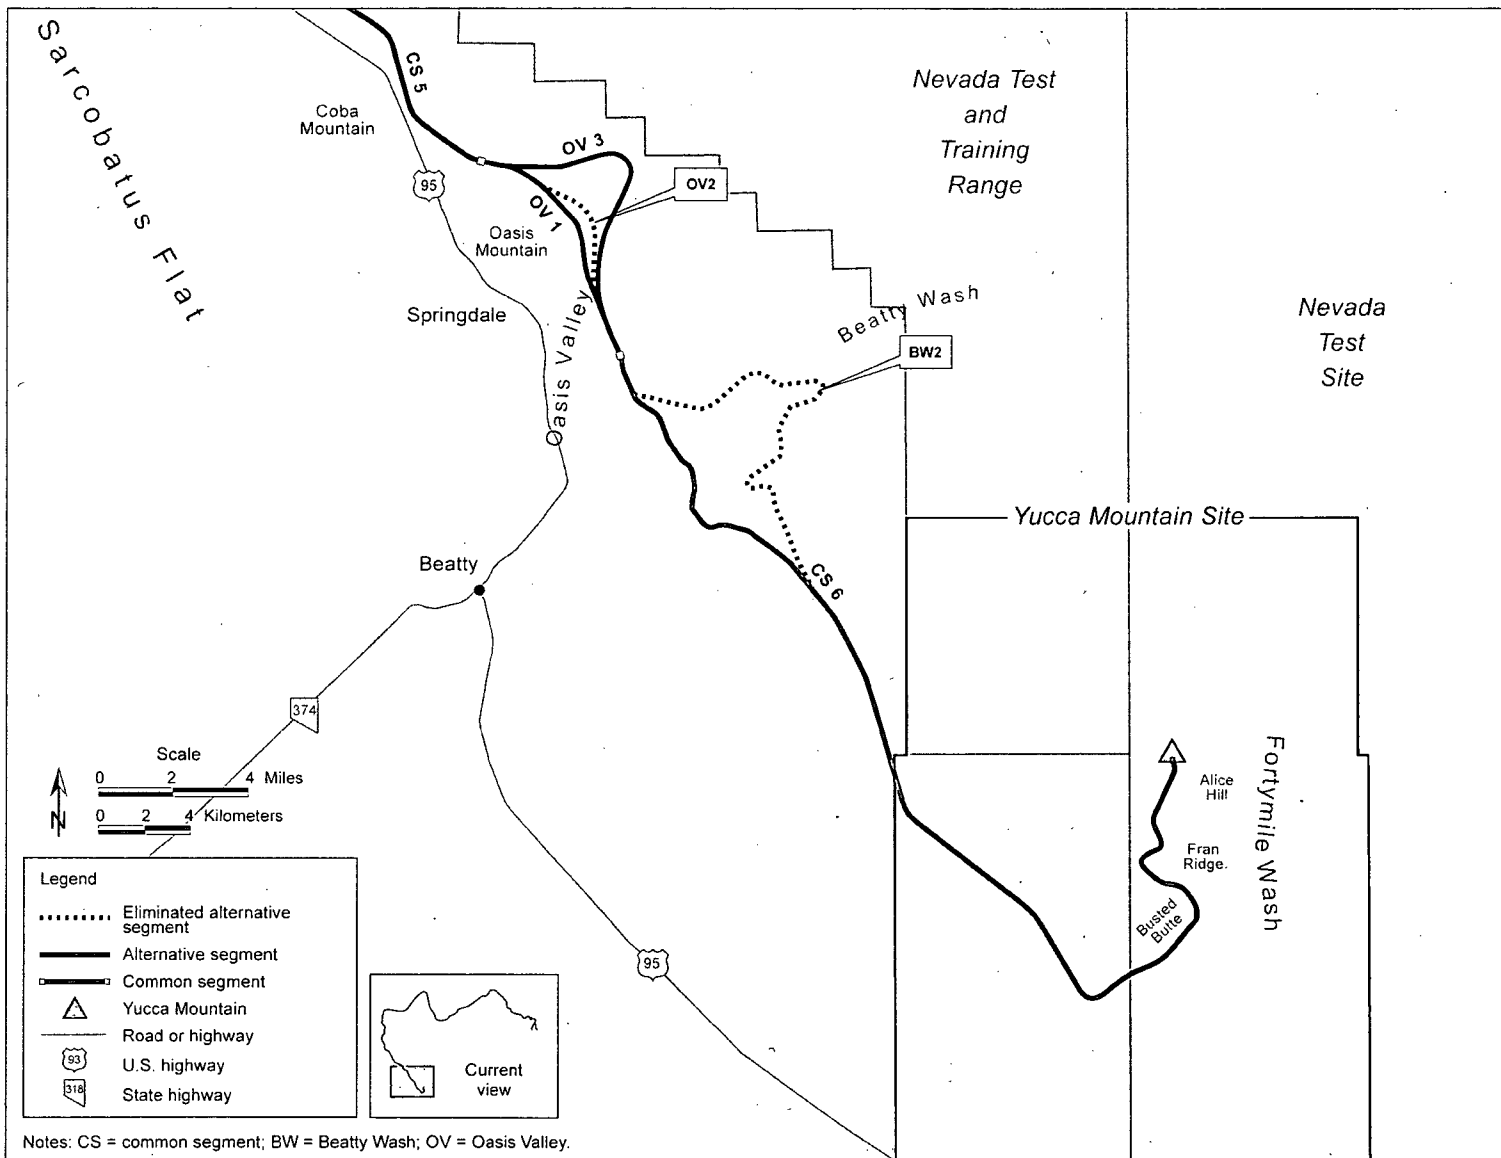 Sarcobatus Flat
CS 5
Coba
Mountain
95
OV 3
OV2
OV 1
Oasis
Mountain
Springdale
Oasis Valley
Nevada Test
and
Training
Range
Beatty Wash
BW2
Nevada
Test
Site
Yucca Mountain Site
Beatty
CS 6
374
Scale
0 2 4 Miles
0 2 4 Kilometers
N
Alice
Hill
Fran
Ridge.
Fortymile Wash
Busted
Butte
95
Legend
Eliminated alternative
segment
Alternative segment
Common segment
Yucca Mountain
Road or highway
93
U.S. highway
318
State highway
Current
view
Notes: CS = common segment; BW = Beatty Wash; OV = Oasis Valley.